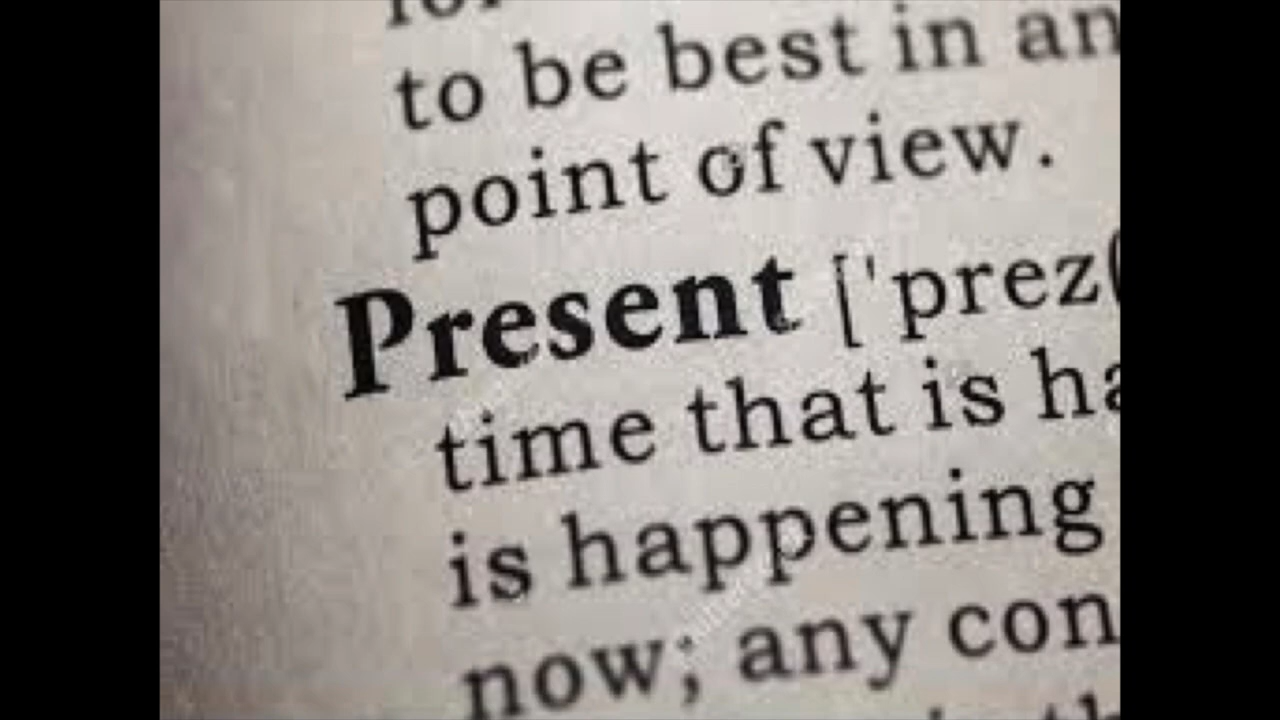 to be best in an
point of view.
Present ['prez(
time that is ha
is happening
now; any con